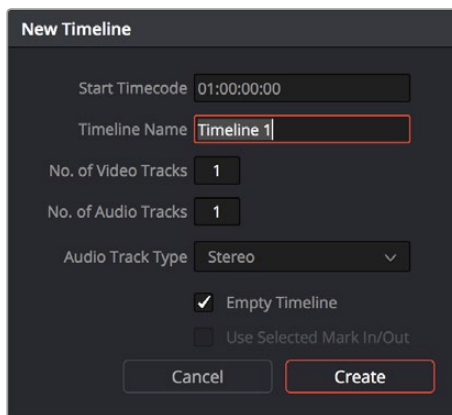 New Timeline
Start Timecode 01:00:00:00
Timeline Name Timeline 1
No. of Video Tracks 1
No. of Audio Tracks 1
Audio Track Type Stereo
Empty Timeline
Use Selected Mark In/Out
Cancel Create